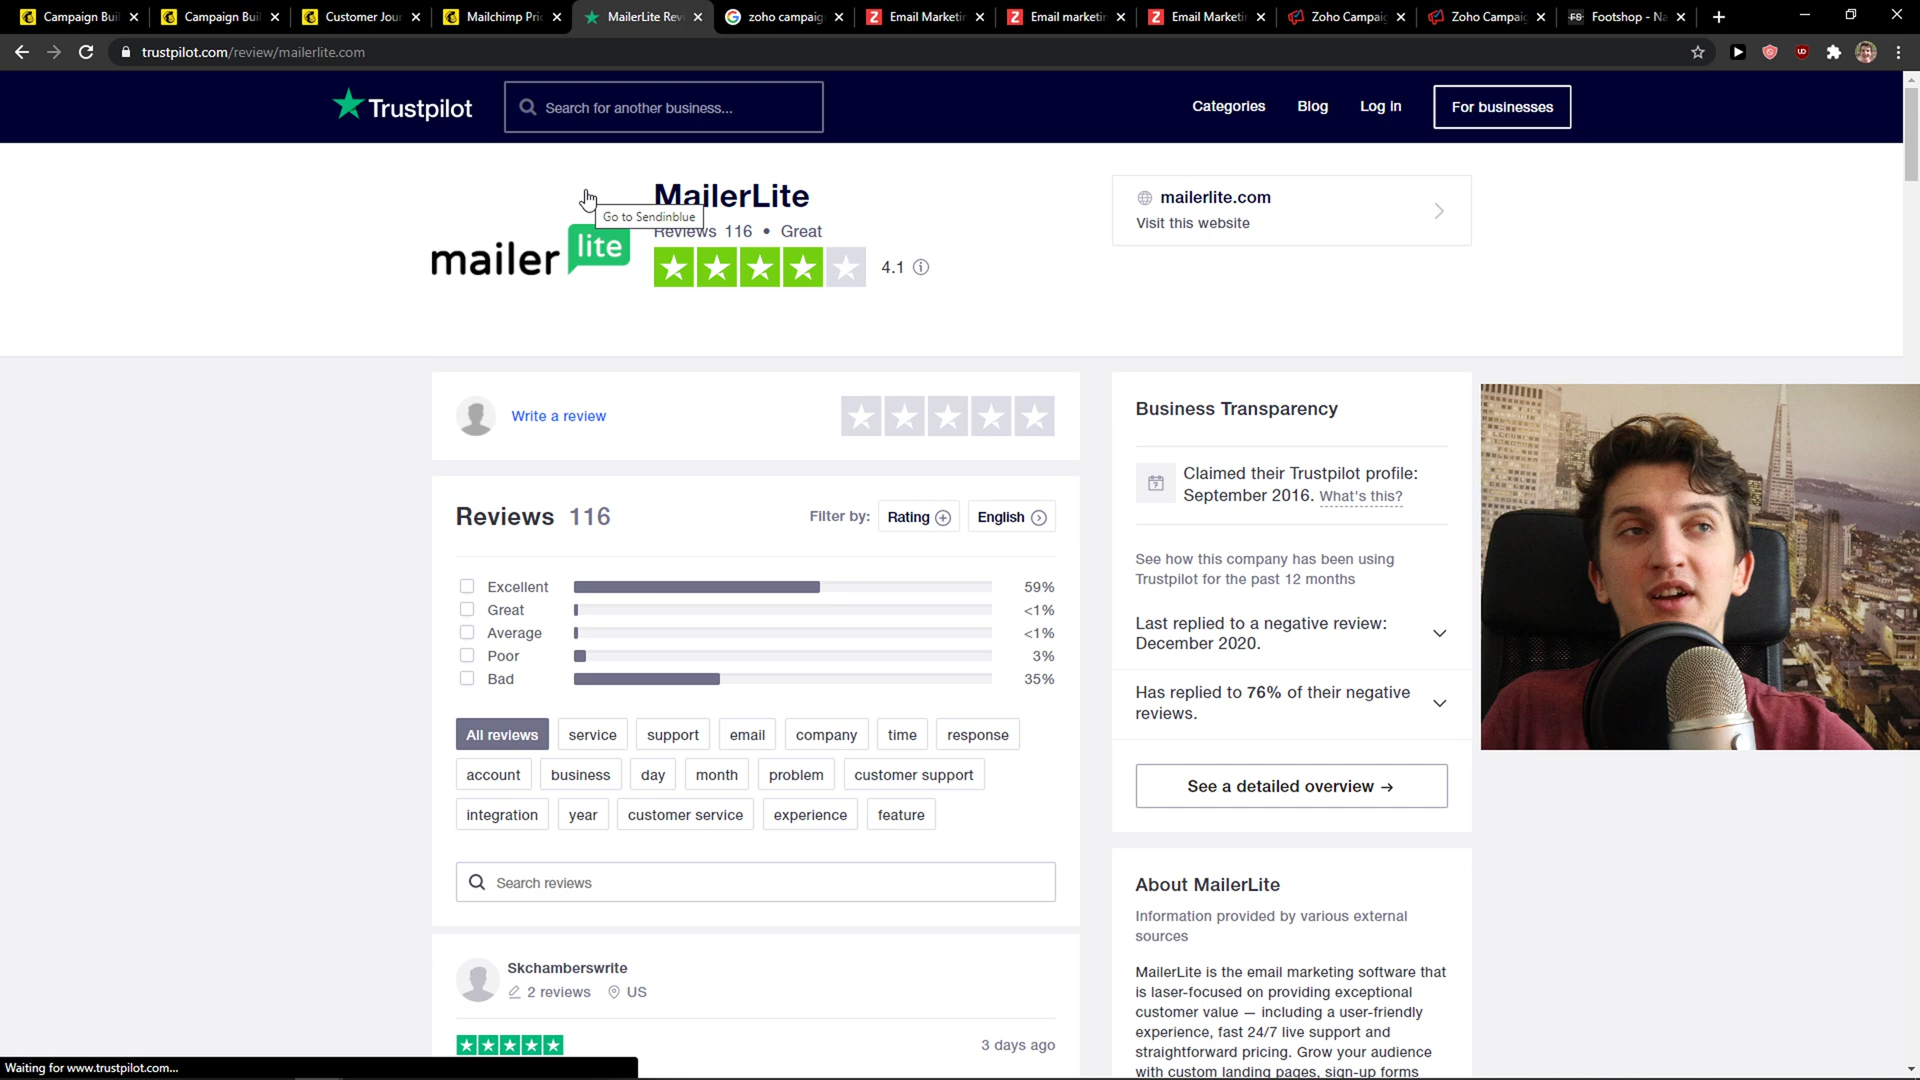 Campaign Buil
Campaign Buil
Customer Jour
Mailchimp Pric
MailerLite Rev
zoho campaig
Email Marketin
Email marketin
Email Marketin
Zoho Campaig
Zoho Campaig
Footshop - Na
trustpilot.com/review/mailerlite.com
Trustpilot
Search for another business...
Categories
Blog
Log in
For businesses
mailer lite
MailerLite
Go to Sendinblue
Reviews 116 • Great
4.1
mailerlite.com
Visit this website
Write a review
Reviews 116
Filter by:
Rating
English
Excellent 59%
Great <1%
Average <1%
Poor 3%
Bad 35%
All reviews service support email company time response
account business day month problem customer support
integration year customer service experience feature
Search reviews
Skchamberswrite
2 reviews US
3 days ago
Business Transparency
Claimed their Trustpilot profile:
September 2016. What's this?
See how this company has been using
Trustpilot for the past 12 months
Last replied to a negative review:
December 2020.
Has replied to 76% of their negative
reviews.
See a detailed overview →
About MailerLite
Information provided by various external
sources
MailerLite is the email marketing software that
is laser-focused on providing exceptional
customer value — including a user-friendly
experience, fast 24/7 live support and
straightforward pricing. Grow your audience
with custom landing pages, sign-up forms
Waiting for www.trustpilot.com...